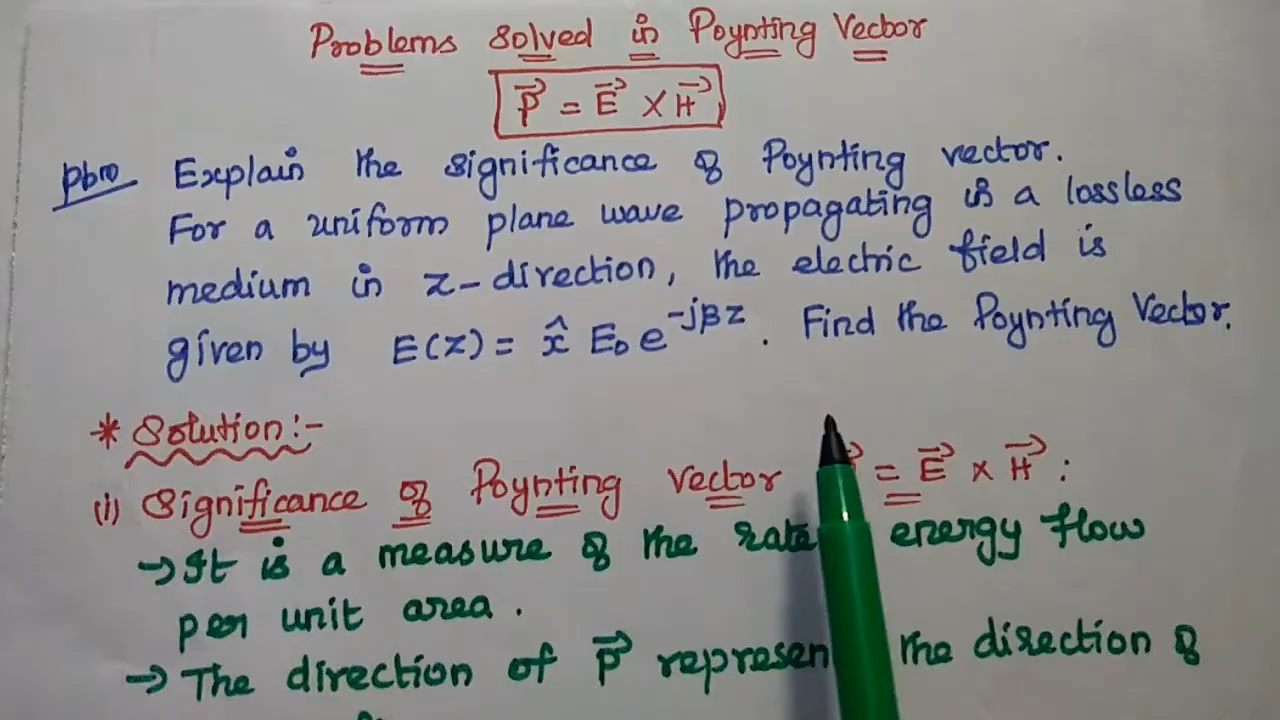 Problems solved in Poynting Vector
P⃗ = E⃗ × H⃗
Explain the significance of Poynting vector.
For a uniform plane wave propagating in a lossless
medium in z-direction, the electric field is
given by E(z) = x̂ E₀ e^-jβz. Find the Poynting Vector.
* Solution:-
(i) Significance of Poynting vector = E⃗ × H⃗ :
→ It is a measure of the rate energy flow
per unit area.
→ The direction of P⃗ represen the direction of